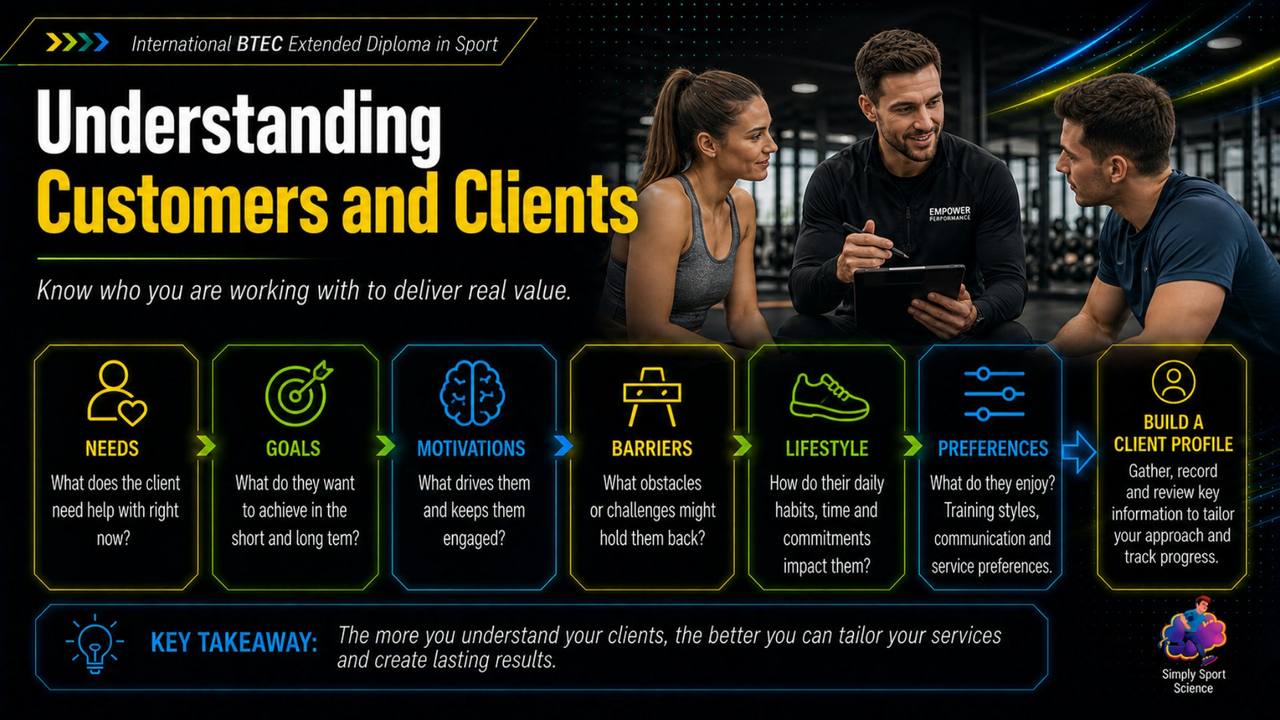 International BTEC Extended Diploma in Sport
Understanding
Customers and Clients
Know who you are working with to deliver real value.
EMPOWER
PERFORMANCE
NEEDS
What does the client
need help with right
now?
GOALS
What do they want
to achieve in the
short and long tem?
MOTIVATIONS
What drives them
and keeps them
engaged?
BARRIERS
What obstacles
or challenges might
hold them back?
LIFESTYLE
How do their daily
habits, time and
commitments
impact them?
PREFERENCES
What do they enjoy?
Training styles,
communication and
service preferences.
BUILD A
CLIENT PROFILE
Gather, record
and review key
information to tailor
your approach and
track progress.
KEY TAKEAWAY:
The more you understand your clients, the better you can tailor your services
and create lasting results.
Simply Sport
Science